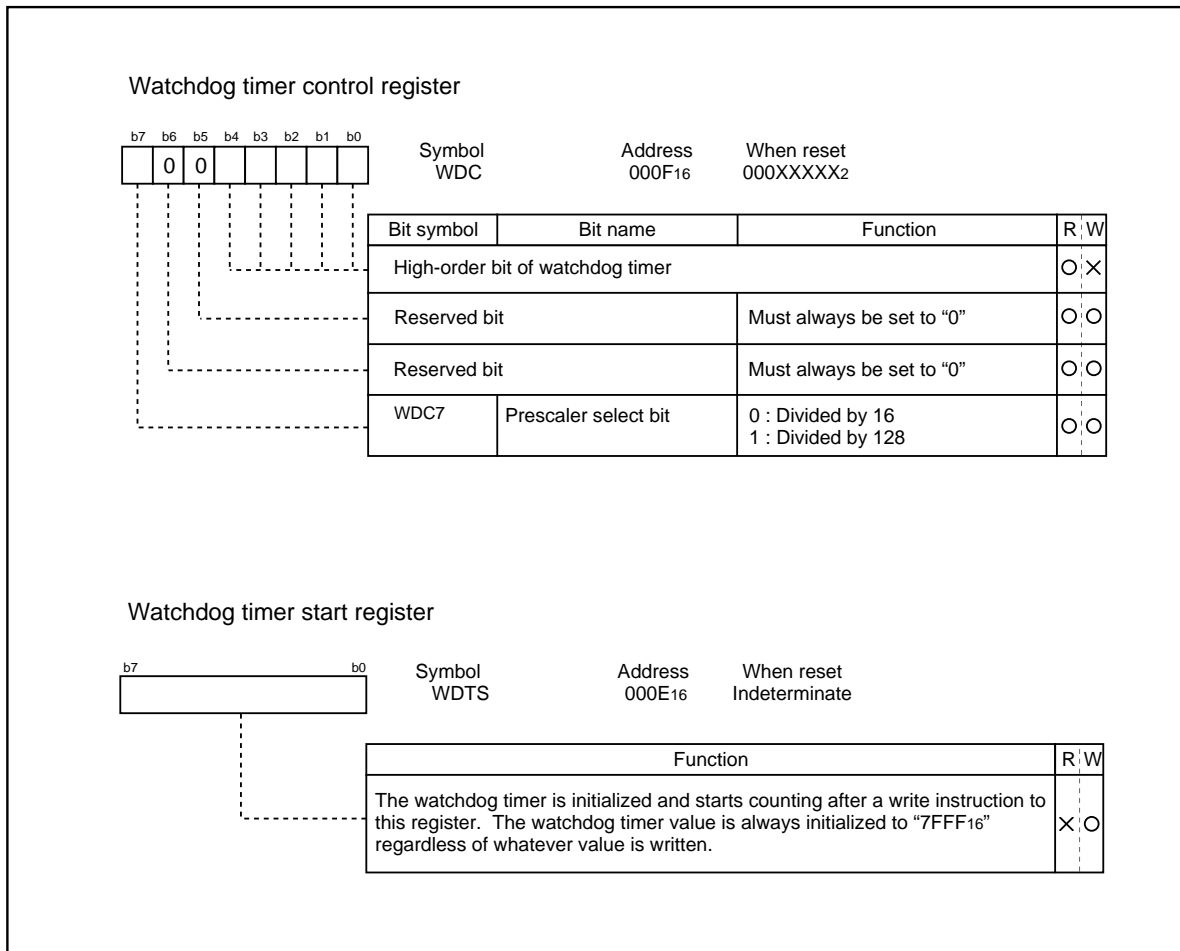 Watchdog timer control register
b7 b6 b5 b4 b3 b2 b1 b0
0 0
Symbol Address When reset
WDC 000F16 000XXXXX2
Bit symbol Bit name Function R W
High-order bit of watchdog timer
Reserved bit Must always be set to “0”
Reserved bit Must always be set to “0”
WDC7 Prescaler select bit 0 : Divided by 16
1 : Divided by 128
Watchdog timer start register
b7 b0
Symbol Address When reset
WDTS 000E16 Indeterminate
Function R W
The watchdog timer is initialized and starts counting after a write instruction to
this register. The watchdog timer value is always initialized to “7FFF16”
regardless of whatever value is written.